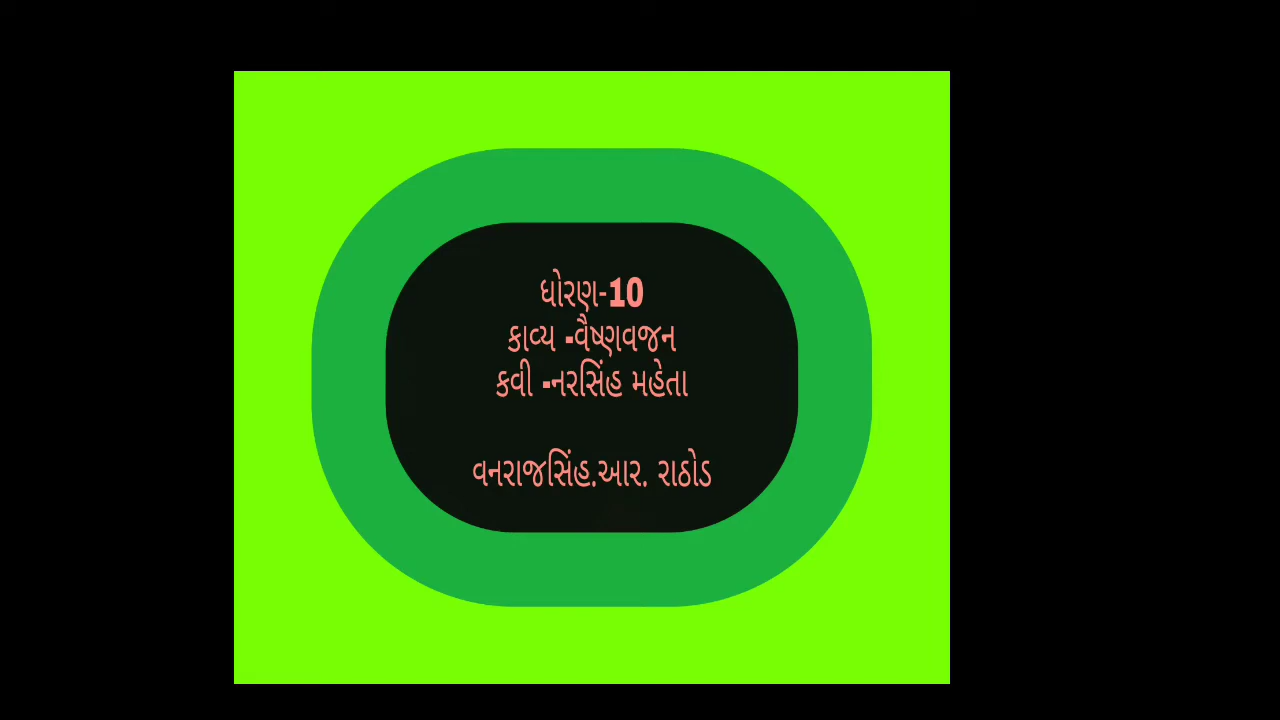 ધોરણ-10
કાવ્ય -વૈષ્ણવજન
કવી -નરસિંહ મહેતા
વનરાજસિંહ.આર. રાઠોડ